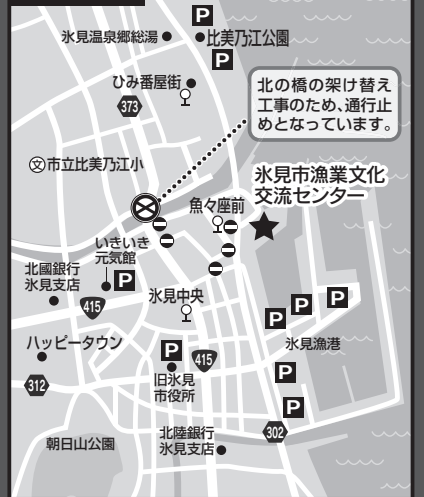 P
氷見温泉郷総湯
比美乃江公園
P
ひみ番屋街
373
北の橋の架け替え
工事のため、通行止
めとなっています。
文
市立比美乃江小
氷見市漁業文化
交流センター
魚々座前
いきいき
元気館
P
北國銀行
氷見支店
415
氷見中央
P
P
P
ハッピータウン
P
415
氷見漁港
312
旧氷見
市役所
P
P
302
朝日山公園
北陸銀行
氷見支店